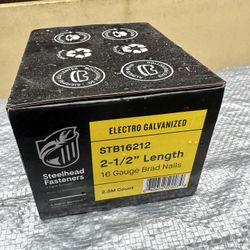 ELECTRO GALVANIZED
STB16212
2-1/2" Length
16 Gauge Brad Nails
2.5M Count
Steelhead
Fasteners